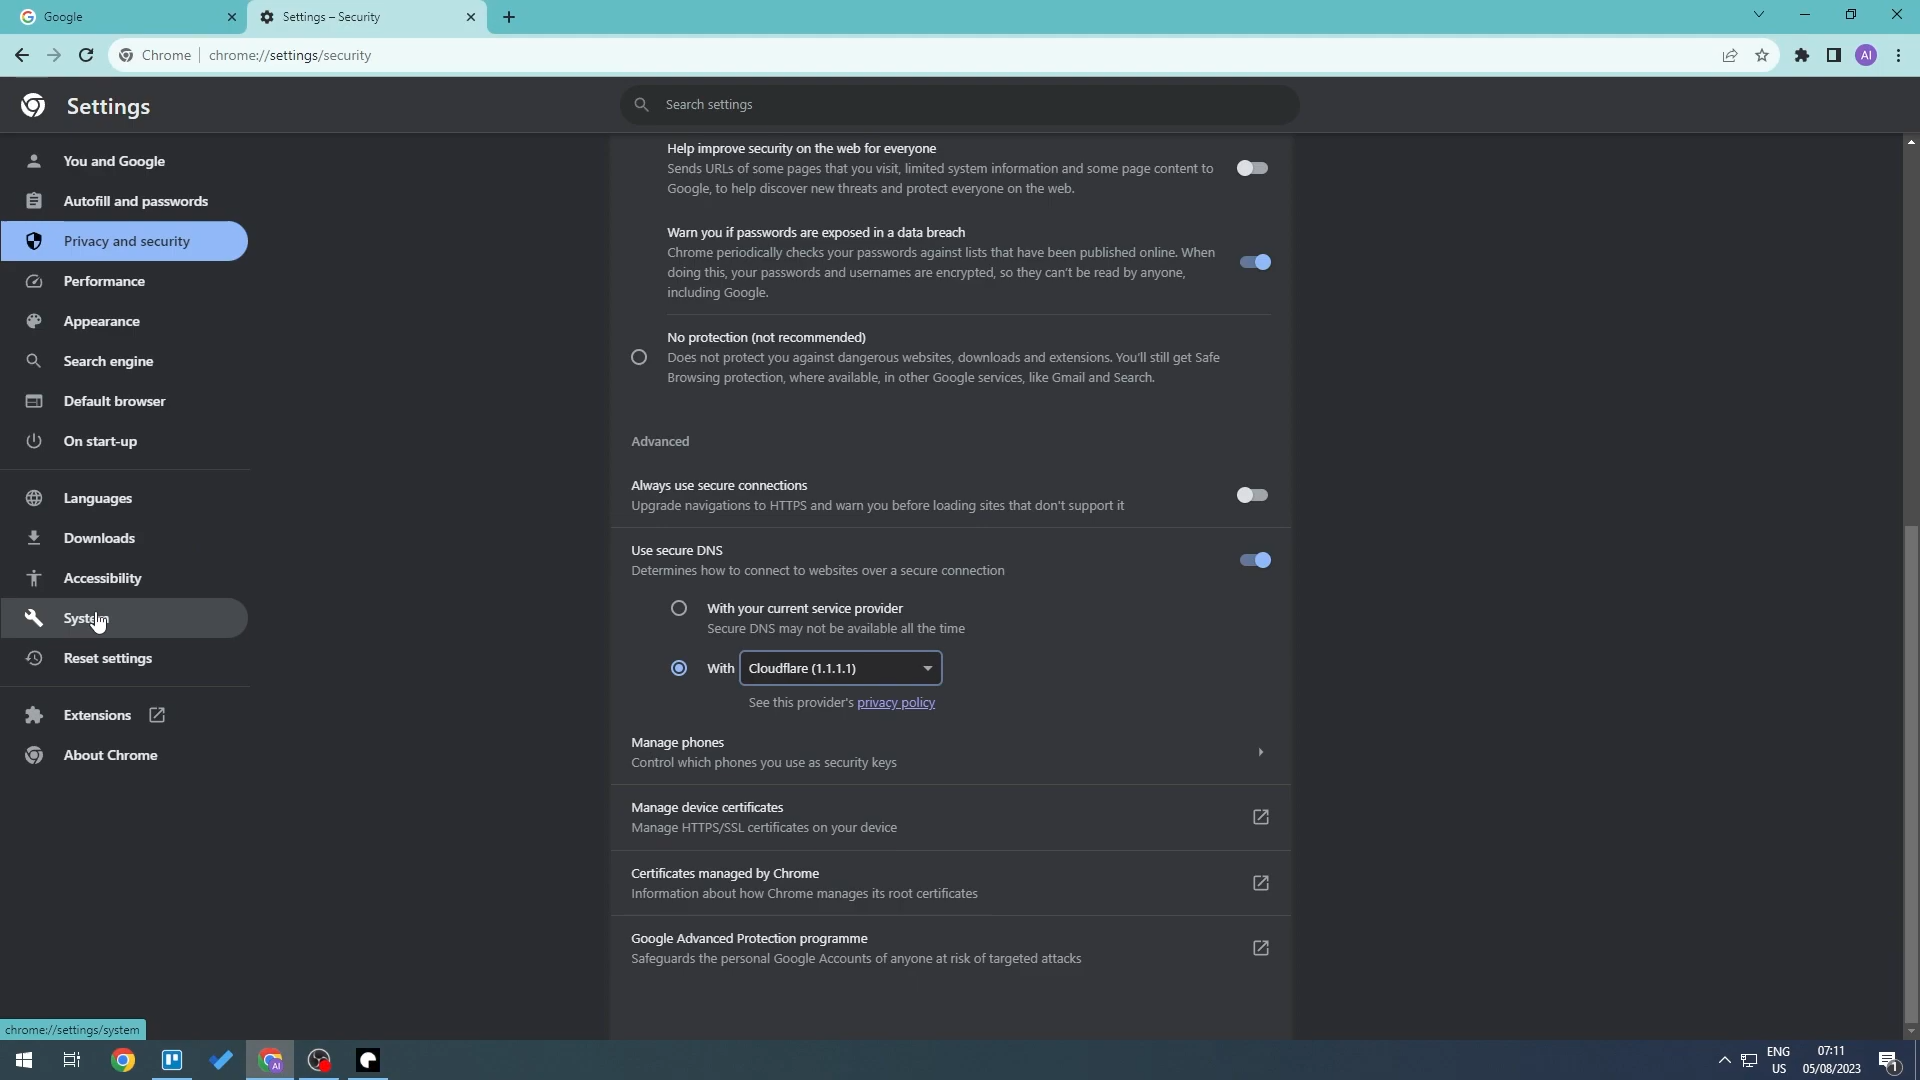 Google
Settings – Security
Chrome
chrome://settings/security
AI
Settings
Search settings
You and Google
Autofill and passwords
Privacy and security
Performance
Appearance
Search engine
Default browser
On start-up
Languages
Downloads
Accessibility
System
Reset settings
Extensions
About Chrome
Help improve security on the web for everyone
Sends URLs of some pages that you visit, limited system information and some page content to
Google, to help discover new threats and protect everyone on the web.
Warn you if passwords are exposed in a data breach
Chrome periodically checks your passwords against lists that have been published online. When
doing this, your passwords and usernames are encrypted, so they can't be read by anyone,
including Google.
No protection (not recommended)
Does not protect you against dangerous websites, downloads and extensions. You'll still get Safe
Browsing protection, where available, in other Google services, like Gmail and Search.
Advanced
Always use secure connections
Upgrade navigations to HTTPS and warn you before loading sites that don't support it
Use secure DNS
Determines how to connect to websites over a secure connection
With your current service provider
Secure DNS may not be available all the time
With Cloudflare (1.1.1.1)
See this provider's privacy policy
Manage phones
Control which phones you use as security keys
Manage device certificates
Manage HTTPS/SSL certificates on your device
Certificates managed by Chrome
Information about how Chrome manages its root certificates
Google Advanced Protection programme
Safeguards the personal Google Accounts of anyone at risk of targeted attacks
chrome://settings/system
AI
ENG
US
07:11
05/08/2023
1